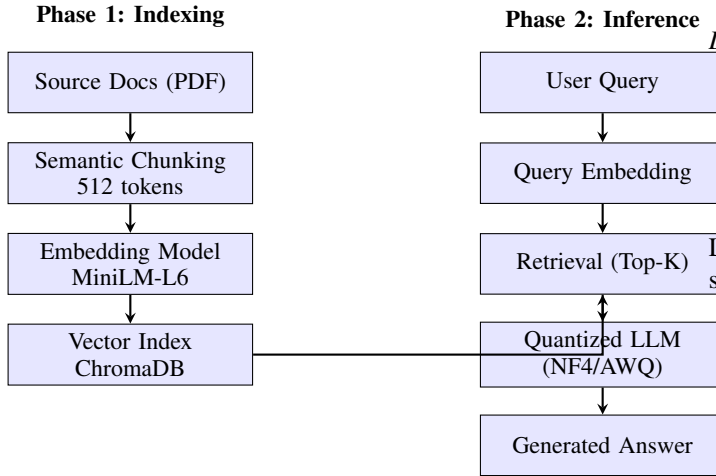 Phase 1: Indexing
Source Docs (PDF)
Semantic Chunking
512 tokens
Embedding Model
MiniLM-L6
Vector Index
ChromaDB
Phase 2: Inference
User Query
Query Embedding
Retrieval (Top-K)
Quantized LLM
(NF4/AWQ)
Generated Answer